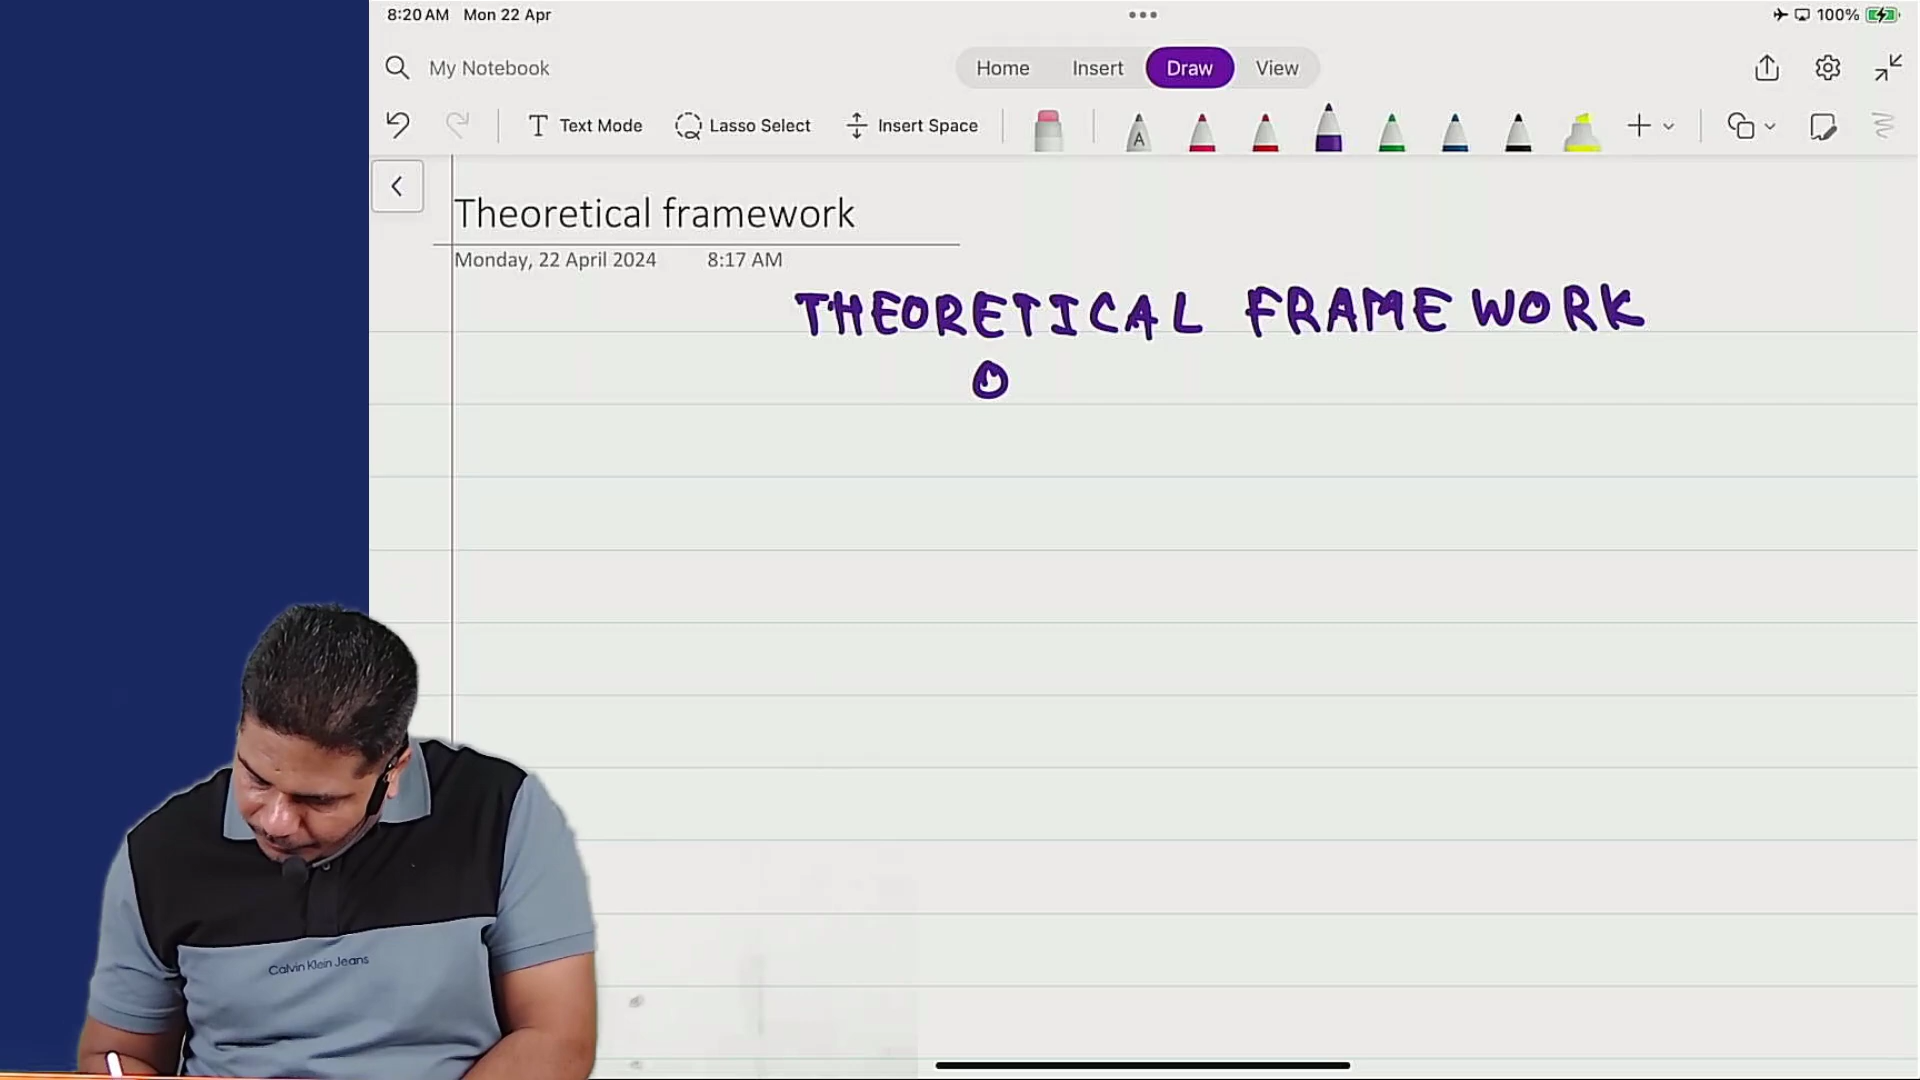 8:20 AM Mon 22 Apr
100%
My Notebook
Home Insert Draw View
Text Mode Lasso Select Insert Space
A
Theoretical framework
Monday, 22 April 2024 8:17 AM
THEORETICAL FRAMEWORK
Calvin Klein Jeans